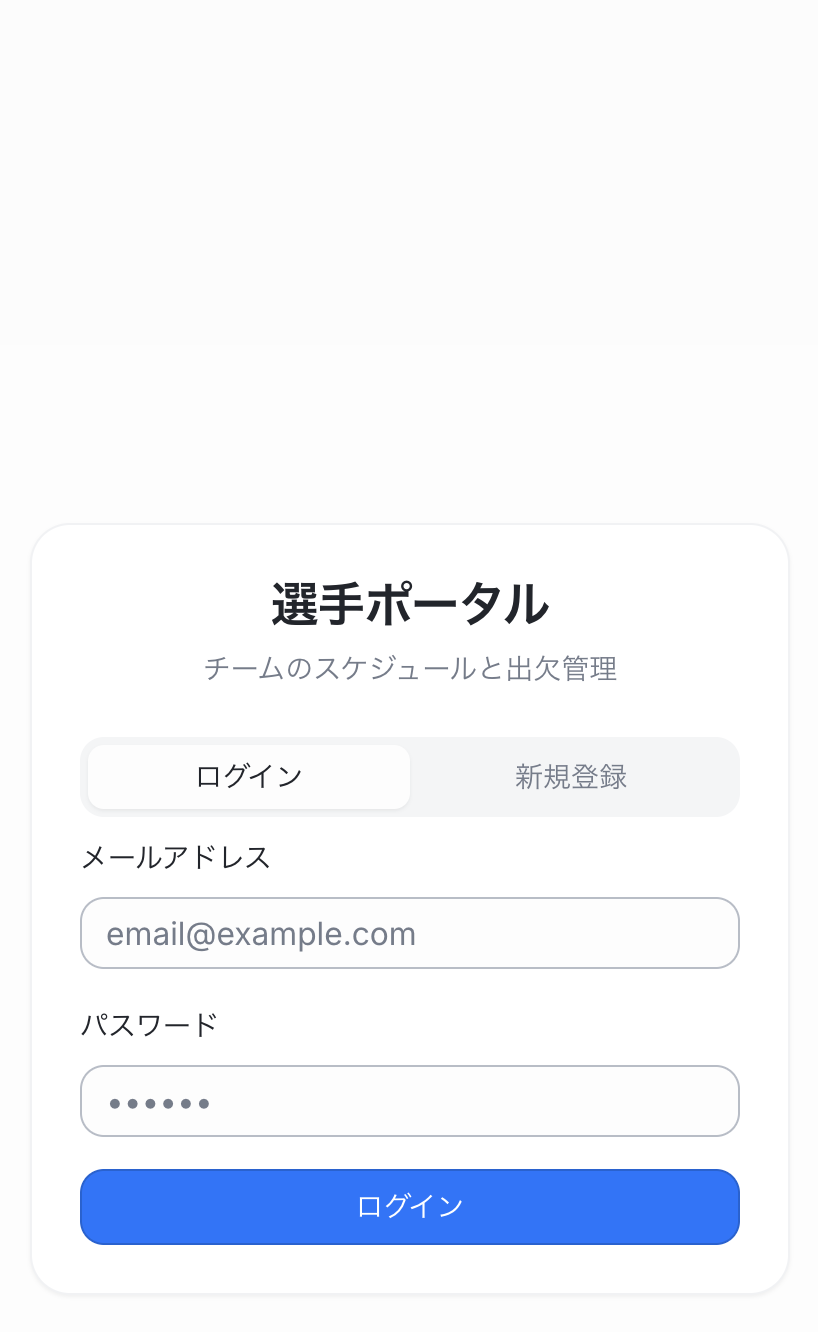 選手ポータル
チームのスケジュールと出欠管理
ログイン
新規登録
メールアドレス
email@example.com
パスワード
••••••
ログイン